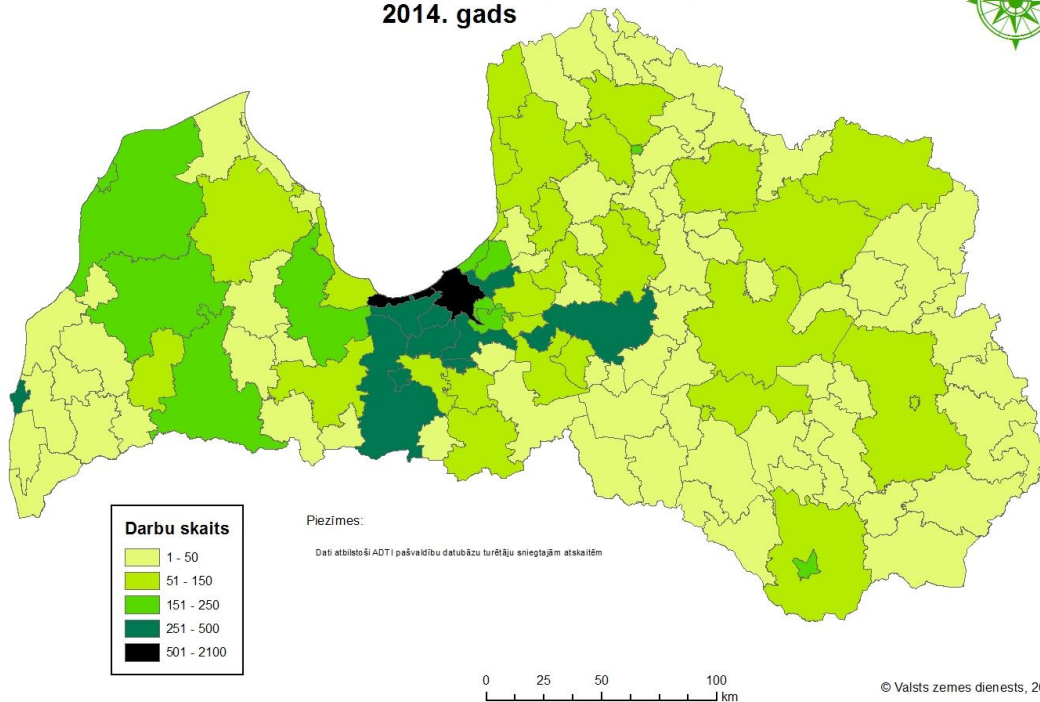 2014. gads
Darbu skaits
1 - 50
51 - 150
151 - 250
251 - 500
501 - 2100
Piezīmes:
Dati atbilstoši ADTI pašvaldību datubāzu turētāju sniegtajām atskaitēm
0 25 50 100
km
© Valsts zemes dienests, 20